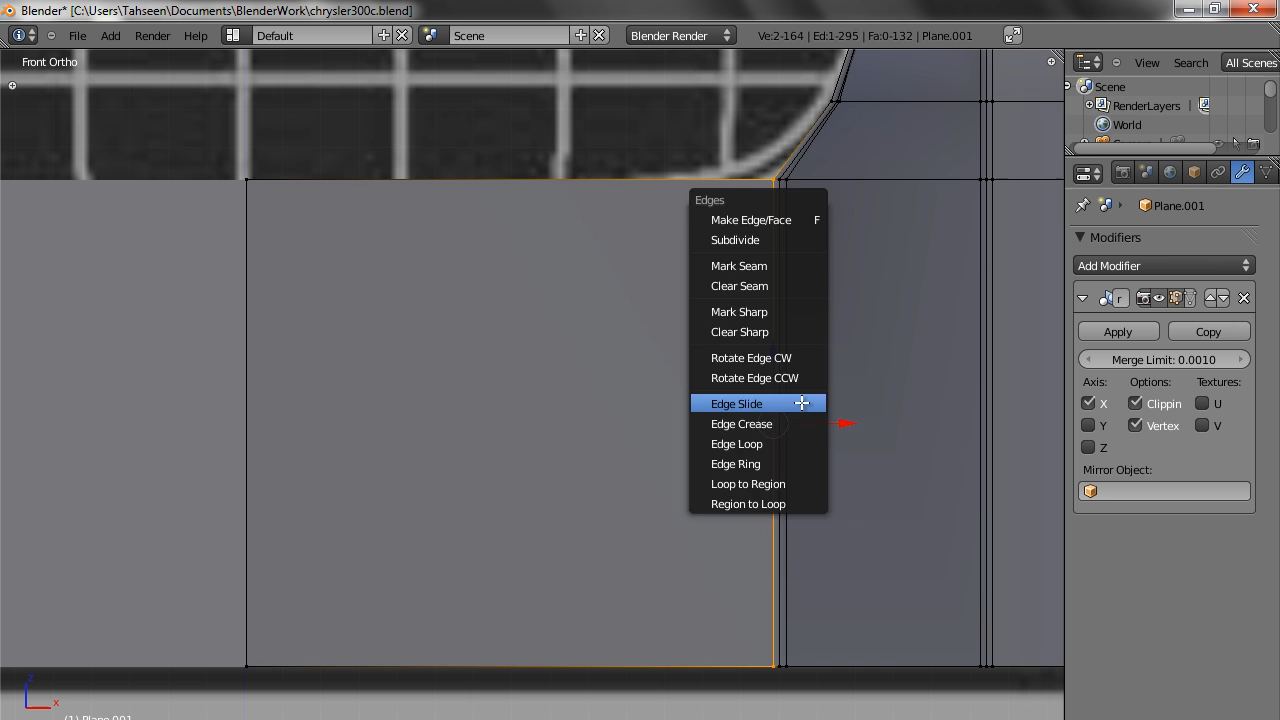 Blender* [C:\Users\Tahseen\Documents\BlenderWork\chrysler300c.blend]
File Add Render Help Default Scene Blender Render Ve:2-164 | Ed:1-295 | Fa:0-132 | Plane.001
Front Ortho
View Search All Scenes
Scene
RenderLayers
World
Plane.001
Modifiers
Add Modifier
r
Apply Copy
Merge Limit: 0.0010
Axis: Options: Textures:
X Clippin U
Y Vertex V
Z
Mirror Object:
Edges
Make Edge/Face F
Subdivide
Mark Seam
Clear Seam
Mark Sharp
Clear Sharp
Rotate Edge CW
Rotate Edge CCW
Edge Slide
Edge Crease
Edge Loop
Edge Ring
Loop to Region
Region to Loop
z
x
(1) Plane.001